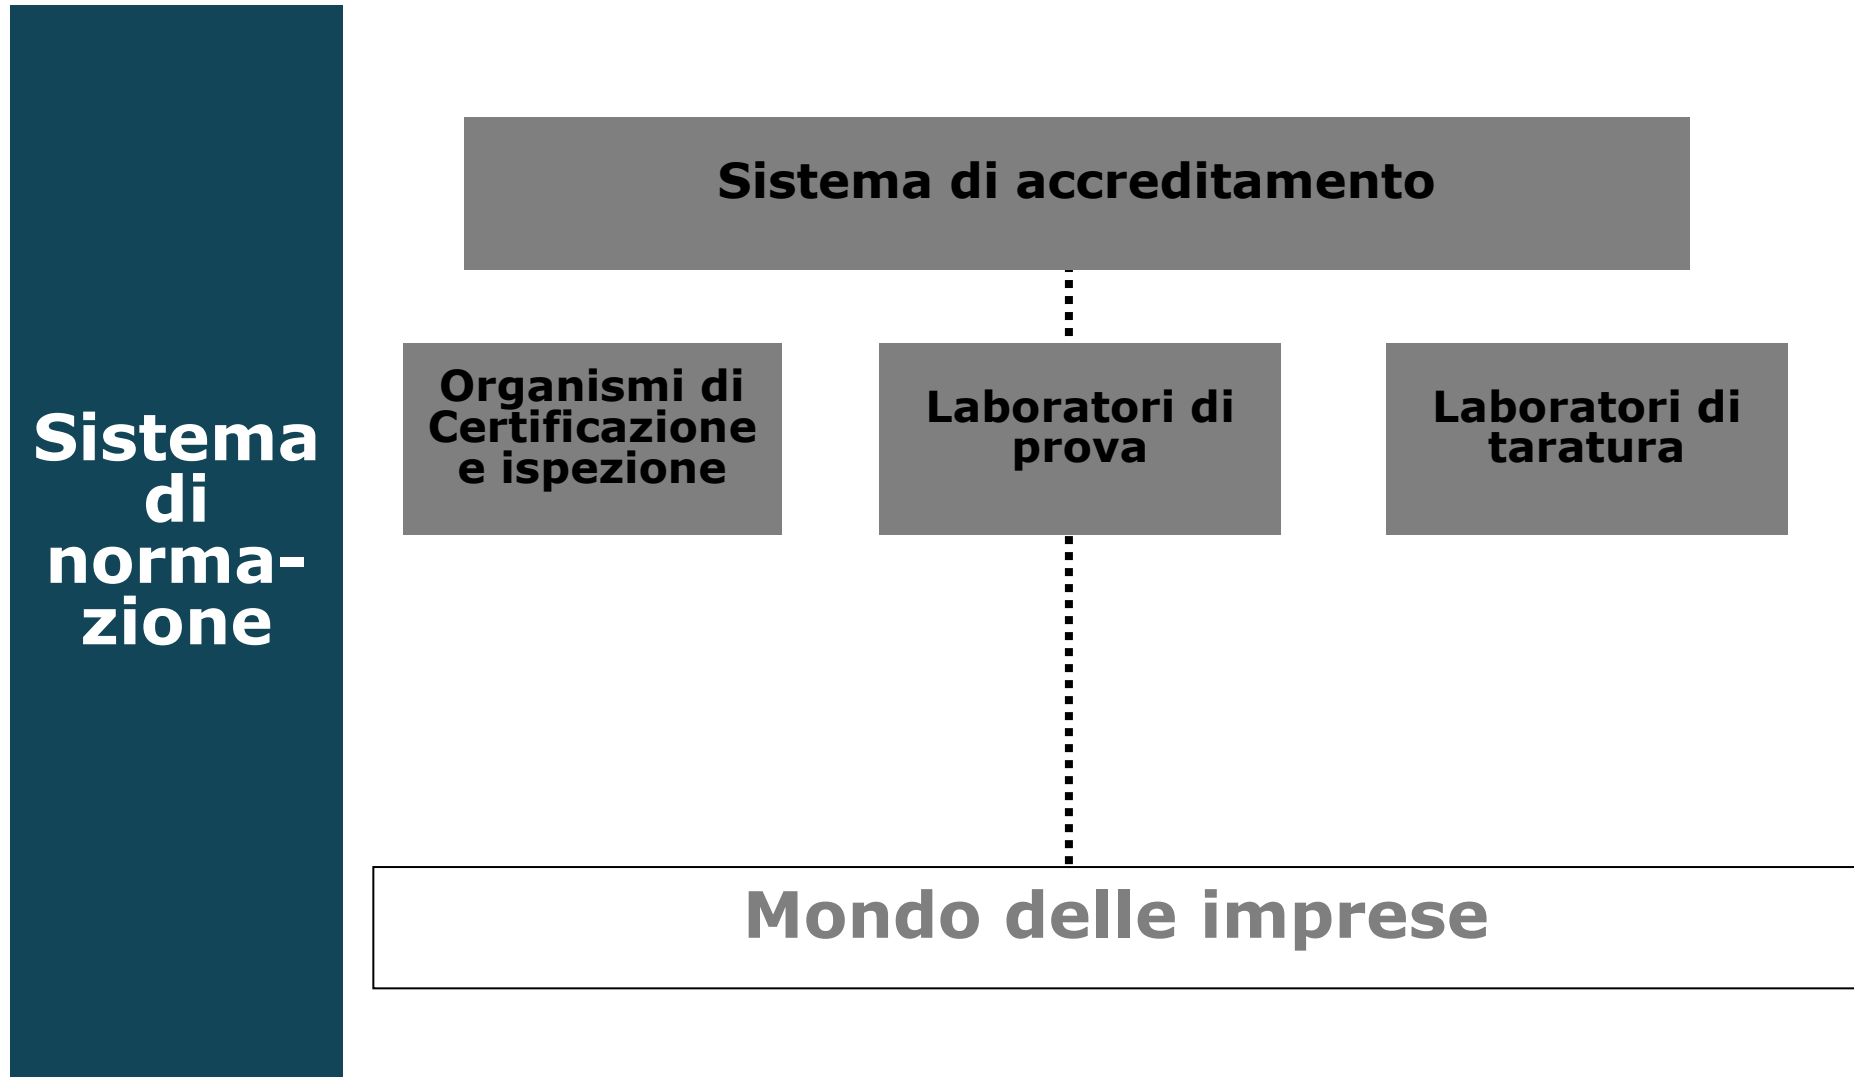 Sistema
di
norma-
zione
Sistema di accreditamento
Organismi di
Certificazione
e ispezione
Laboratori di
prova
Laboratori di
taratura
Mondo delle imprese